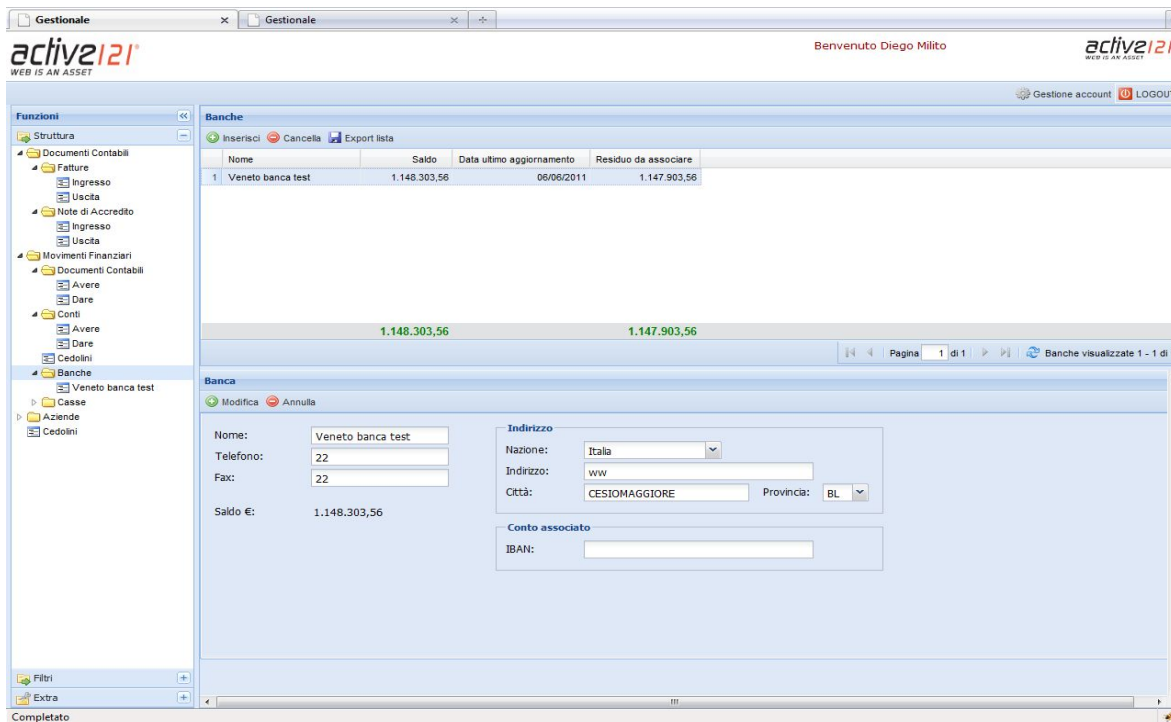 Gestionale
Gestionale
active121
WEB IS AN ASSET
Benvenuto Diego Milito
active121
WEB IS AN ASSET
Gestione account LOGOU
Funzioni
Struttura
Documenti Contabili
Fatture
Ingresso
Uscita
Note di Accredito
Ingresso
Uscita
Movimenti Finanziari
Documenti Contabili
Avere
Dare
Conti
Avere
Dare
Cedolini
Banche
Veneto banca test
Casse
Aziende
Cedolini
Filtri
Extra
Banche
Inserisci Cancella Export lista
Nome Saldo Data ultimo aggiornamento Residuo da associare
1 Veneto banca test 1.148.303,56 06/06/2011 1.147.903,56
1.148.303,56 1.147.903,56
Pagina 1 di 1 Banche visualizzate 1 - 1 di
Banca
Modifica Annulla
Nome: Veneto banca test
Telefono: 22
Fax: 22
Saldo €: 1.148.303,56
Indirizzo
Nazione: Italia
Indirizzo: ww
Città: CESIOMAGGIORE Provincia: BL
Conto associato
IBAN:
Completato